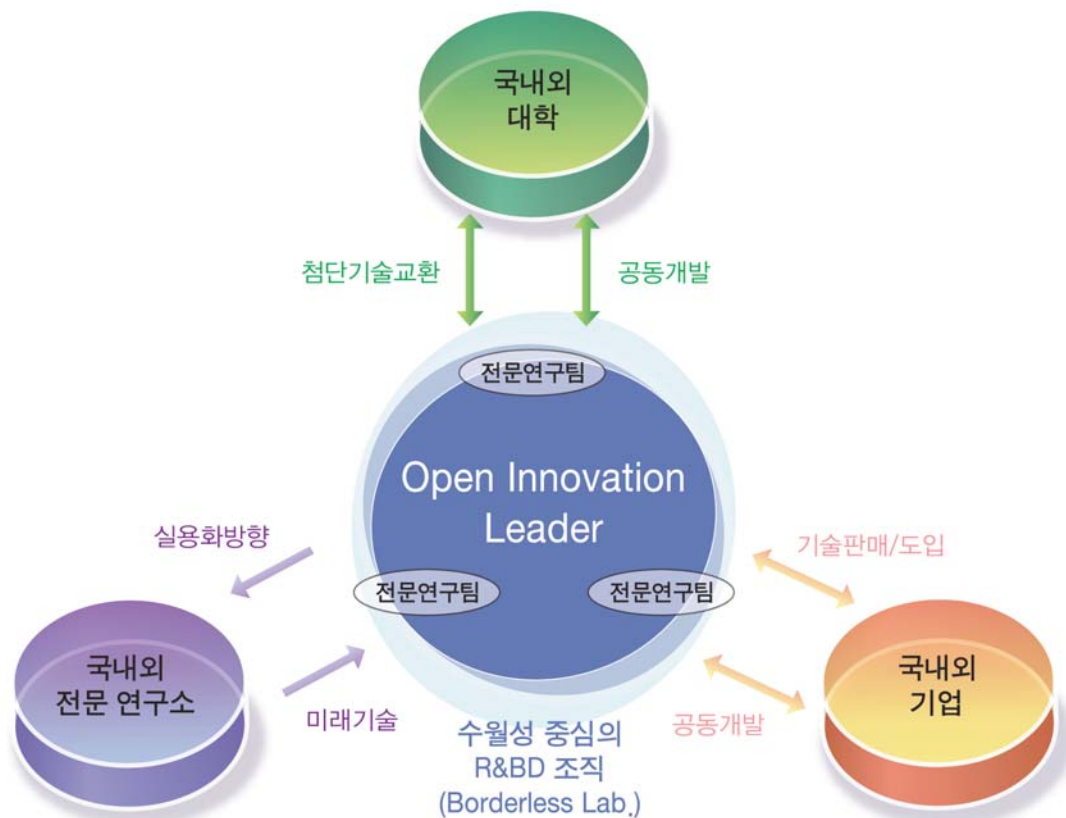 국내외
대학
첨단기술교환
공동개발
전문연구팀
Open Innovation
Leader
실용화방향
기술판매/도입
전문연구팀
전문연구팀
국내외
전문 연구소
국내외
기업
미래기술
공동개발
수월성 중심의
R&BD 조직
(Borderless Lab.)